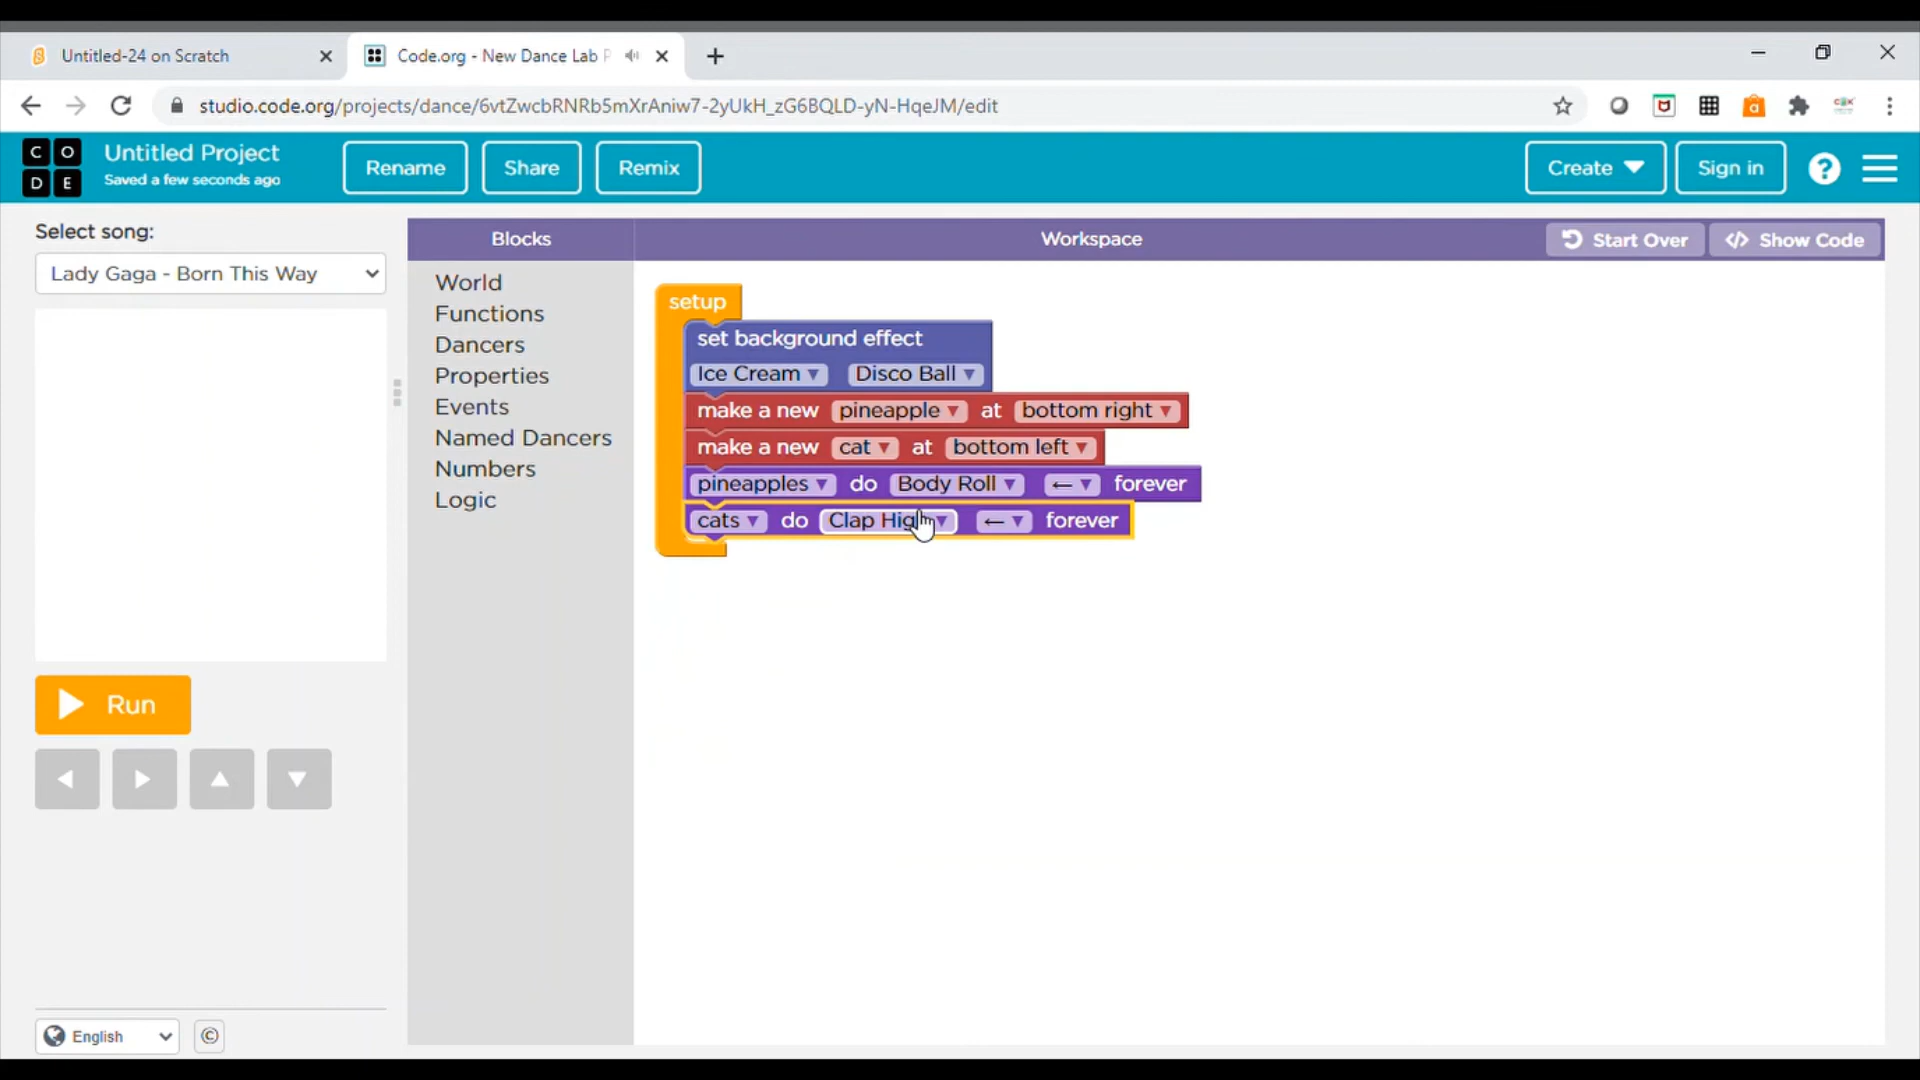 Untitled-24 on Scratch
Code.org - New Dance Lab P
studio.code.org/projects/dance/6vtZwcbRNRb5mXrAniw7-2yUkH_zG6BQLD-yN-HqeJM/edit
CO
DE
Untitled Project
Saved a few seconds ago
Rename
Share
Remix
Create
Sign in
?
Select song:
Lady Gaga - Born This Way
Run
English
©
Blocks
World
Functions
Dancers
Properties
Events
Named Dancers
Numbers
Logic
Workspace
Start Over
</> Show Code
setup
set background effect
Ice Cream Disco Ball
make a new pineapple at bottom right
make a new cat at bottom left
pineapples do Body Roll ← forever
cats do Clap ← forever